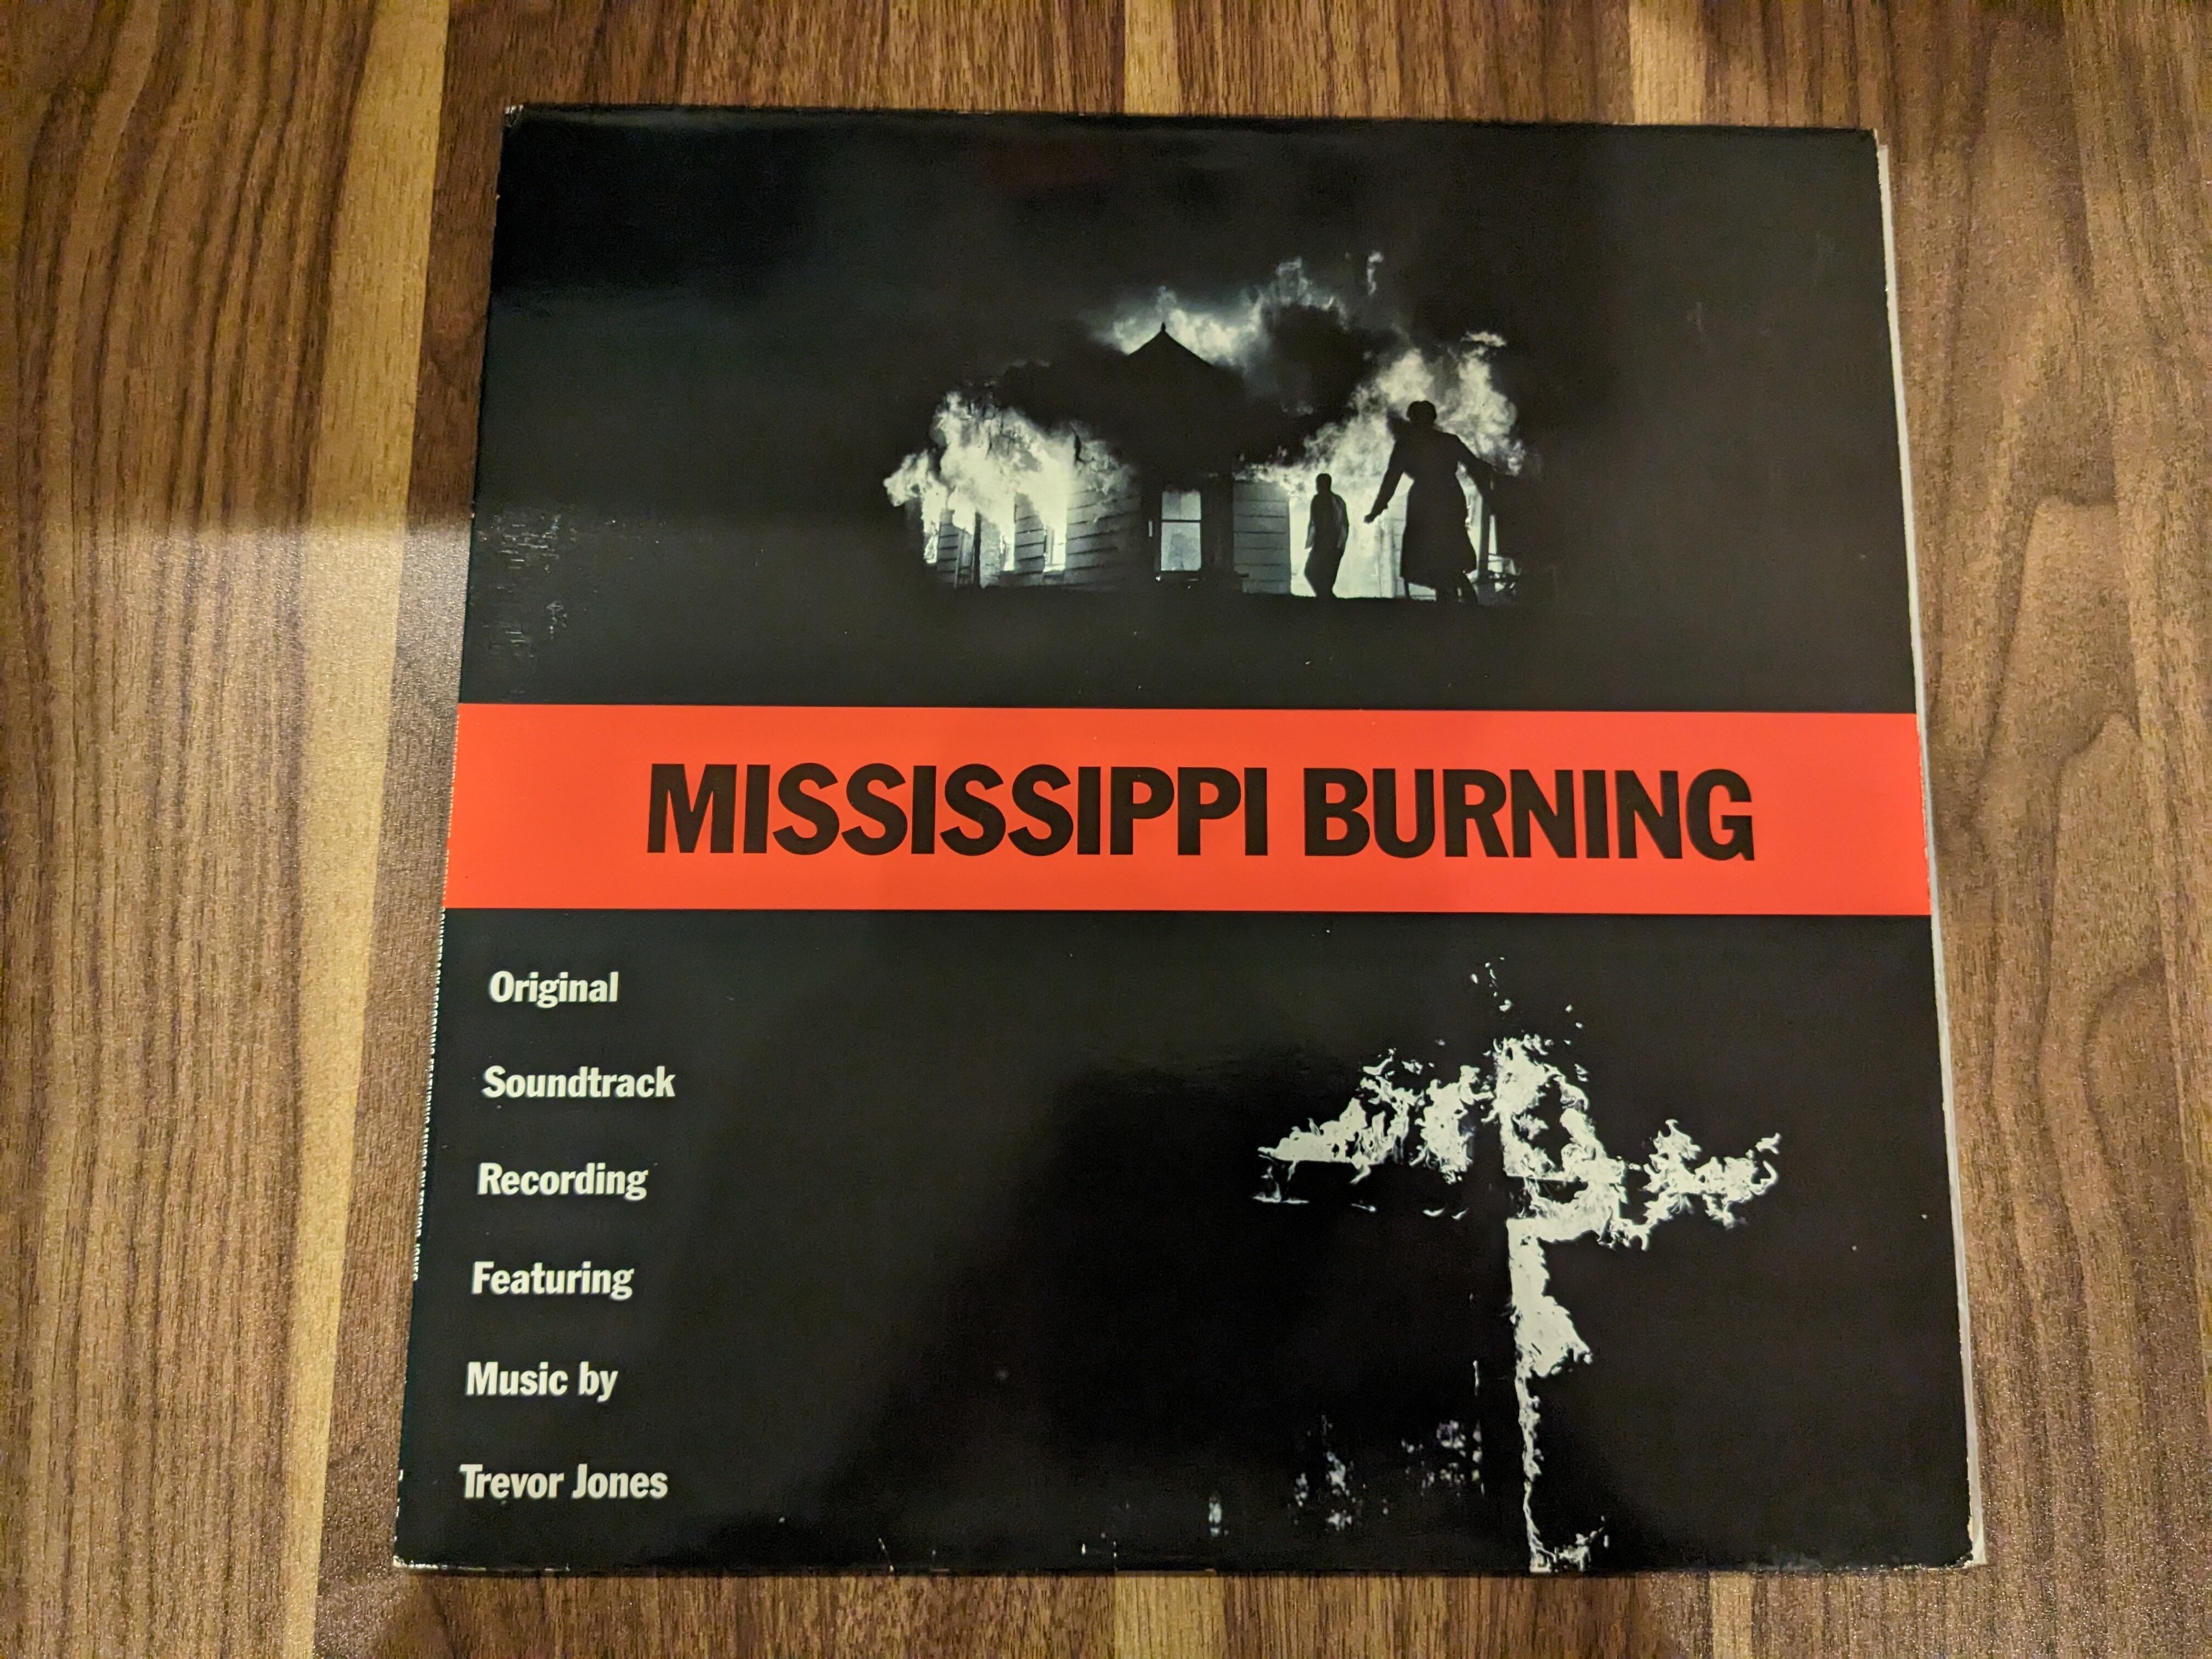 MISSISSIPPI BURNING
Original
Soundtrack
Recording
Featuring
Music by
Trevor Jones